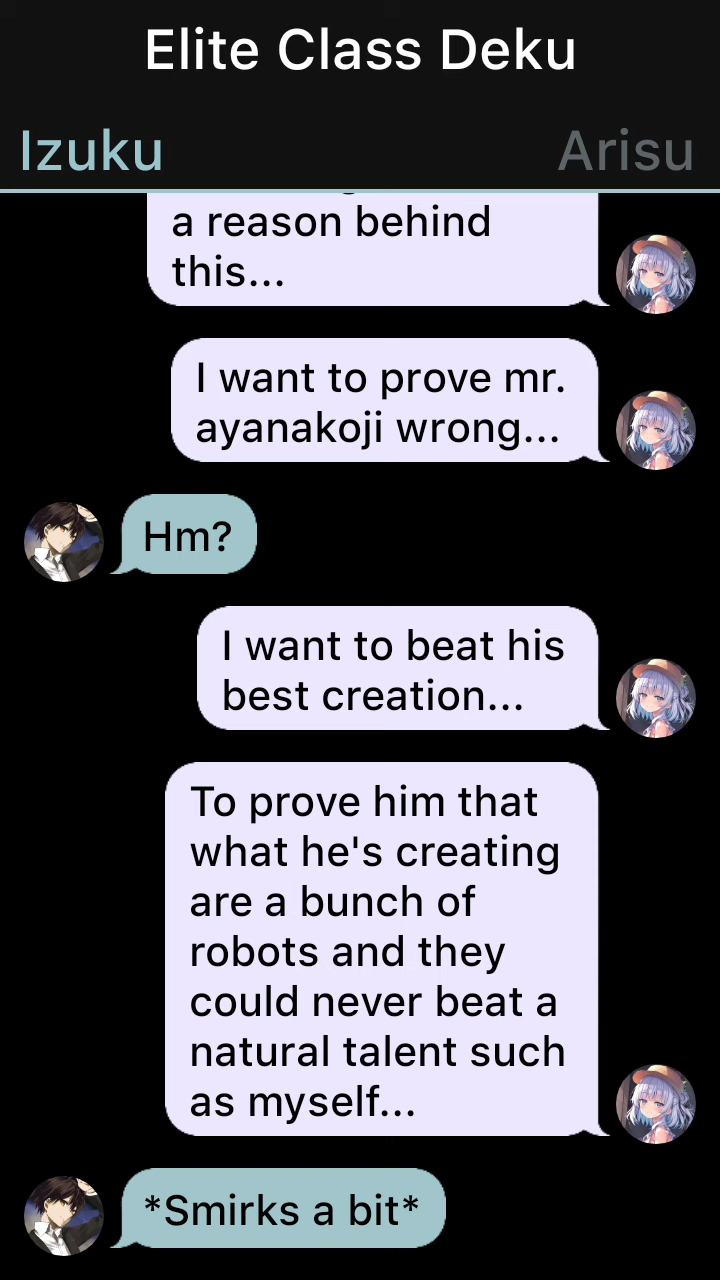 Elite Class Deku
Izuku
Arisu
a reason behind
this...
I want to prove mr.
ayanakoji wrong...
Hm?
I want to beat his
best creation...
To prove him that
what he's creating
are a bunch of
robots and they
could never beat a
natural talent such
as myself...
*Smirks a bit*